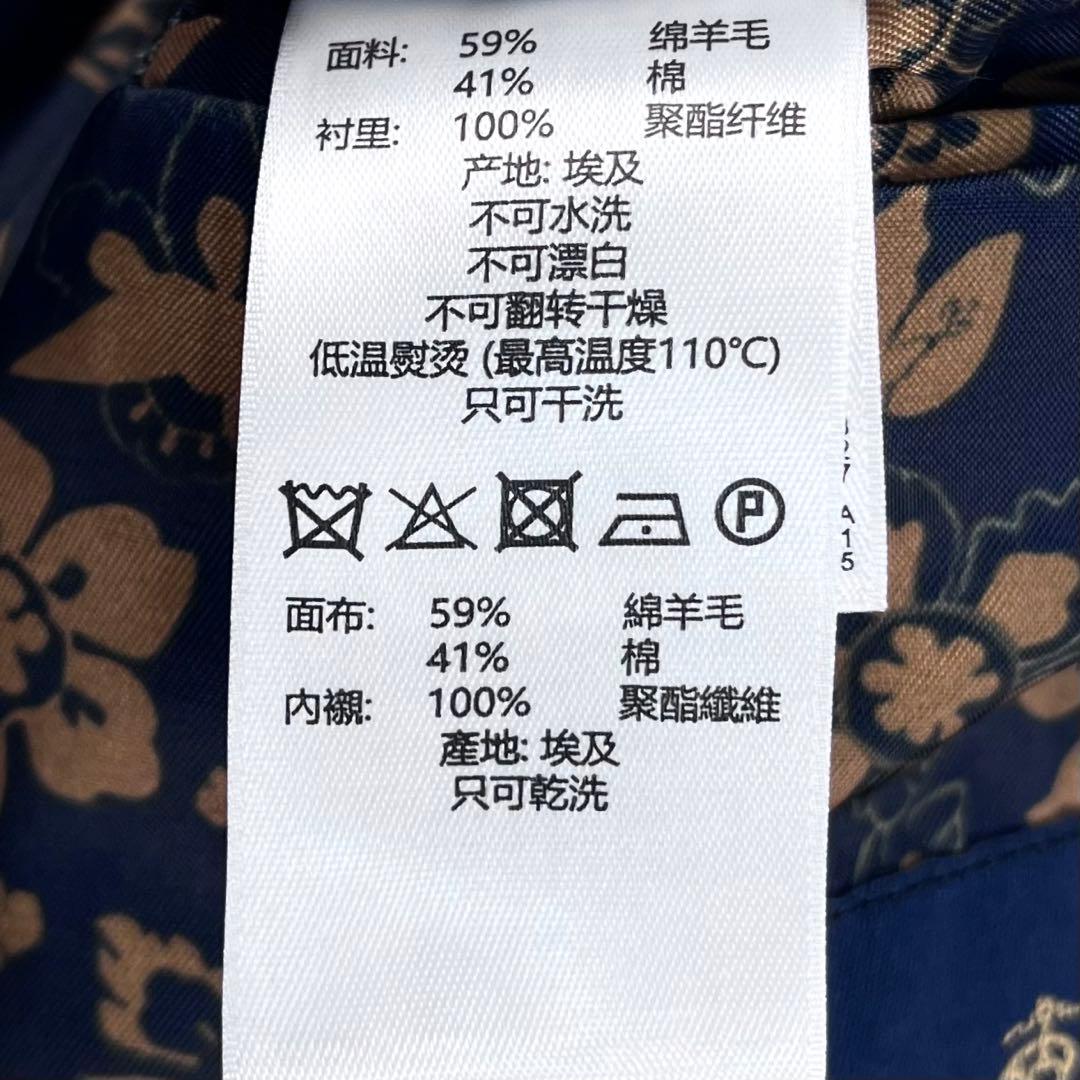 面料: 59% 绵羊毛
41% 棉
衬里: 100% 聚酯纤维
产地: 埃及
不可水洗
不可漂白
不可翻转干燥
低温熨烫 (最高温度110℃)
只可干洗
P
面布: 59% 綿羊毛
41% 棉
內襯: 100% 聚酯纖維
產地: 埃及
只可乾洗
A15